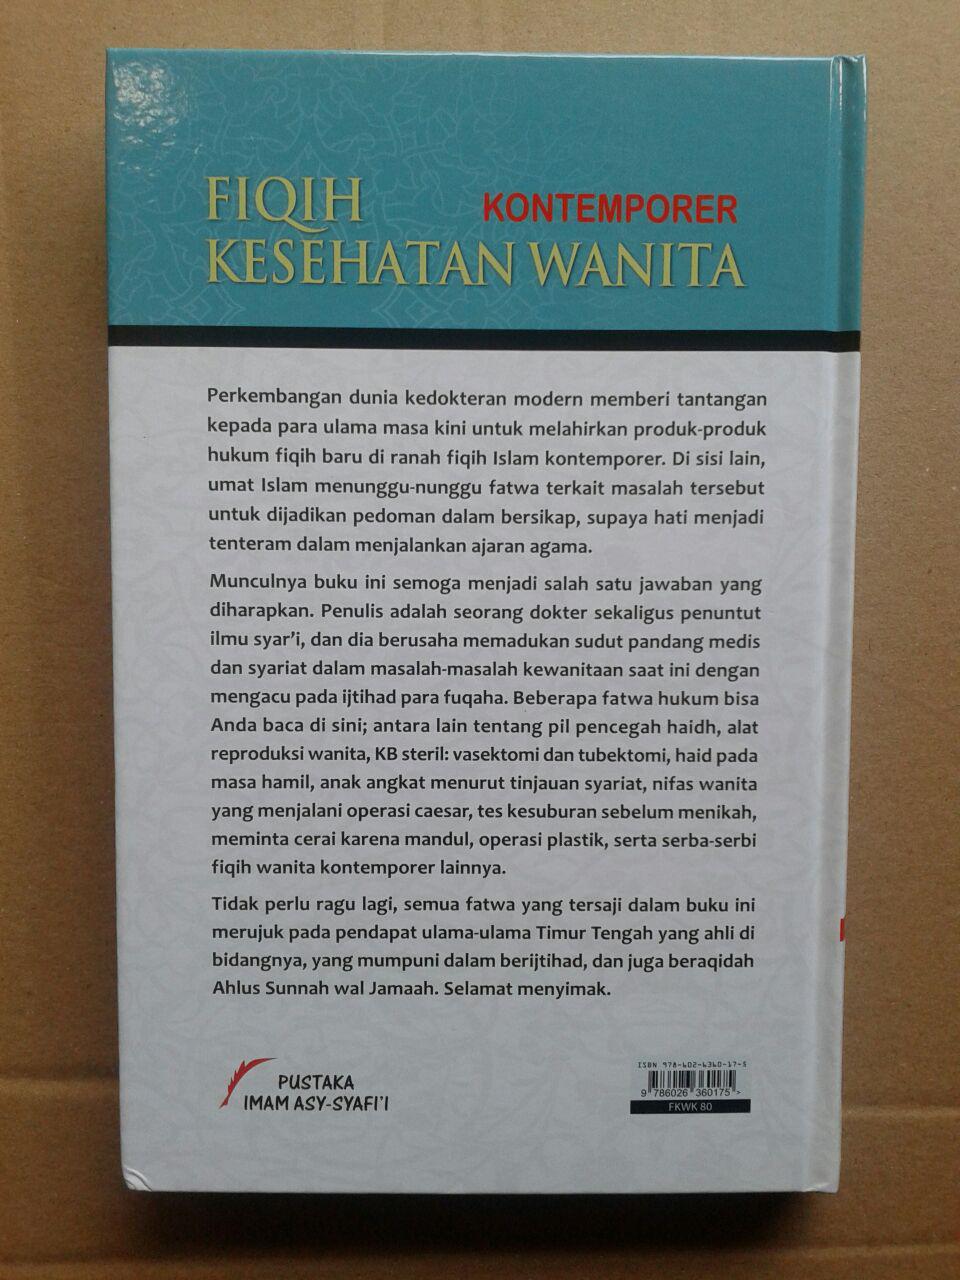 FIQIH KONTEMPORER
KESEHATAN WANITA
Perkembangan dunia kedokteran modern memberi tantangan
kepada para ulama masa kini untuk melahirkan produk-produk
hukum fiqih baru di ranah fiqih Islam kontemporer. Di sisi lain,
umat Islam menunggu-nunggu fatwa terkait masalah tersebut
untuk dijadikan pedoman dalam bersikap, supaya hati menjadi
tenteram dalam menjalankan ajaran agama.
Munculnya buku ini semoga menjadi salah satu jawaban yang
diharapkan. Penulis adalah seorang dokter sekaligus penuntut
ilmu syar'i, dan dia berusaha memadukan sudut pandang medis
dan syariat dalam masalah-masalah kewanitaan saat ini dengan
mengacu pada ijtihad para fuqaha. Beberapa fatwa hukum bisa
Anda baca di sini; antara lain tentang pil pencegah haidh, alat
reproduksi wanita, KB steril: vasektomi dan tubektomi, haid pada
masa hamil, anak angkat menurut tinjauan syariat, nifas wanita
yang menjalani operasi caesar, tes kesuburan sebelum menikah,
meminta cerai karena mandul, operasi plastik, serta serba-serbi
fiqih wanita kontemporer lainnya.
Tidak perlu ragu lagi, semua fatwa yang tersaji dalam buku ini
merujuk pada pendapat ulama-ulama Timur Tengah yang ahli di
bidangnya, yang mumpuni dalam berijtihad, dan juga beraqidah
Ahlus Sunnah wal Jamaah. Selamat menyimak.
PUSTAKA
IMAM ASY-SYAFI'I
ISBN 978-602-6360-17-5
9 786026 360175 >
FKWK 80